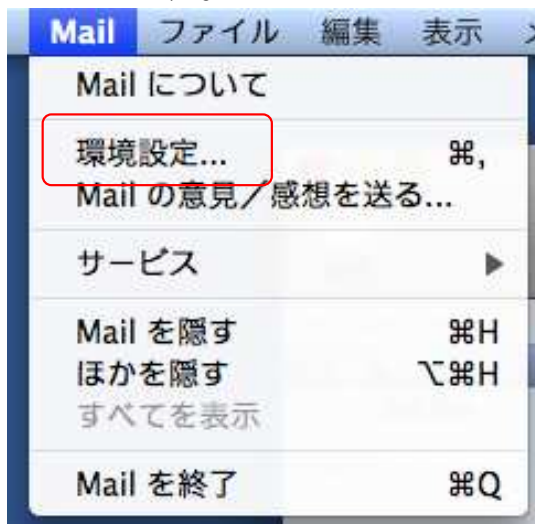 Mail ファイル 編集 表示
Mail について
環境設定... ⌘,
Mail の意見／感想を送る...
サービス ▶
Mail を隠す ⌘H
ほかを隠す ⌥⌘H
すべてを表示
Mail を終了 ⌘Q